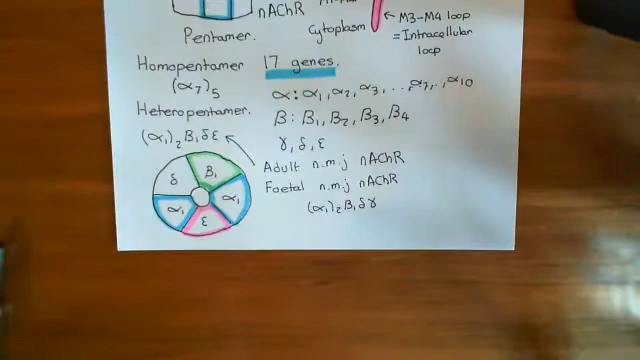 nAChR
Pentamer.
Cytoplasm
M3-M4 loop
= Intracellular
loop
Homopentamer
(α7)5
17 genes.
α: α1, α2, α3, ..., α7, .., α10
Heteropentamer.
(α1)2 β1 δ ε
β: β1, β2, β3, β4
γ, δ, ε
Adult n.m.j nAChR
Foetal n.m.j nAChR
(α1)2 β1 δ γ
δ
β1
α1
α1
ε